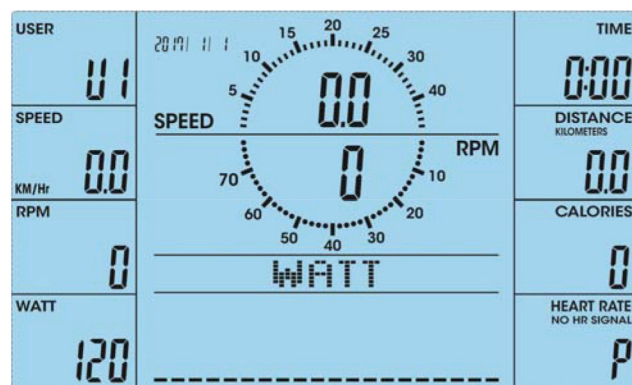 USER
U1
SPEED
KM/Hr 0.0
RPM
0
WATT
120
2017/ 1/ 1
5 10 15 20 25 30 40
SPEED 0.0
0 RPM
70 60 50 40 30 20 10
WATT
TIME
0:00
DISTANCE
KILOMETERS
0.0
CALORIES
0
HEART RATE
NO HR SIGNAL
P